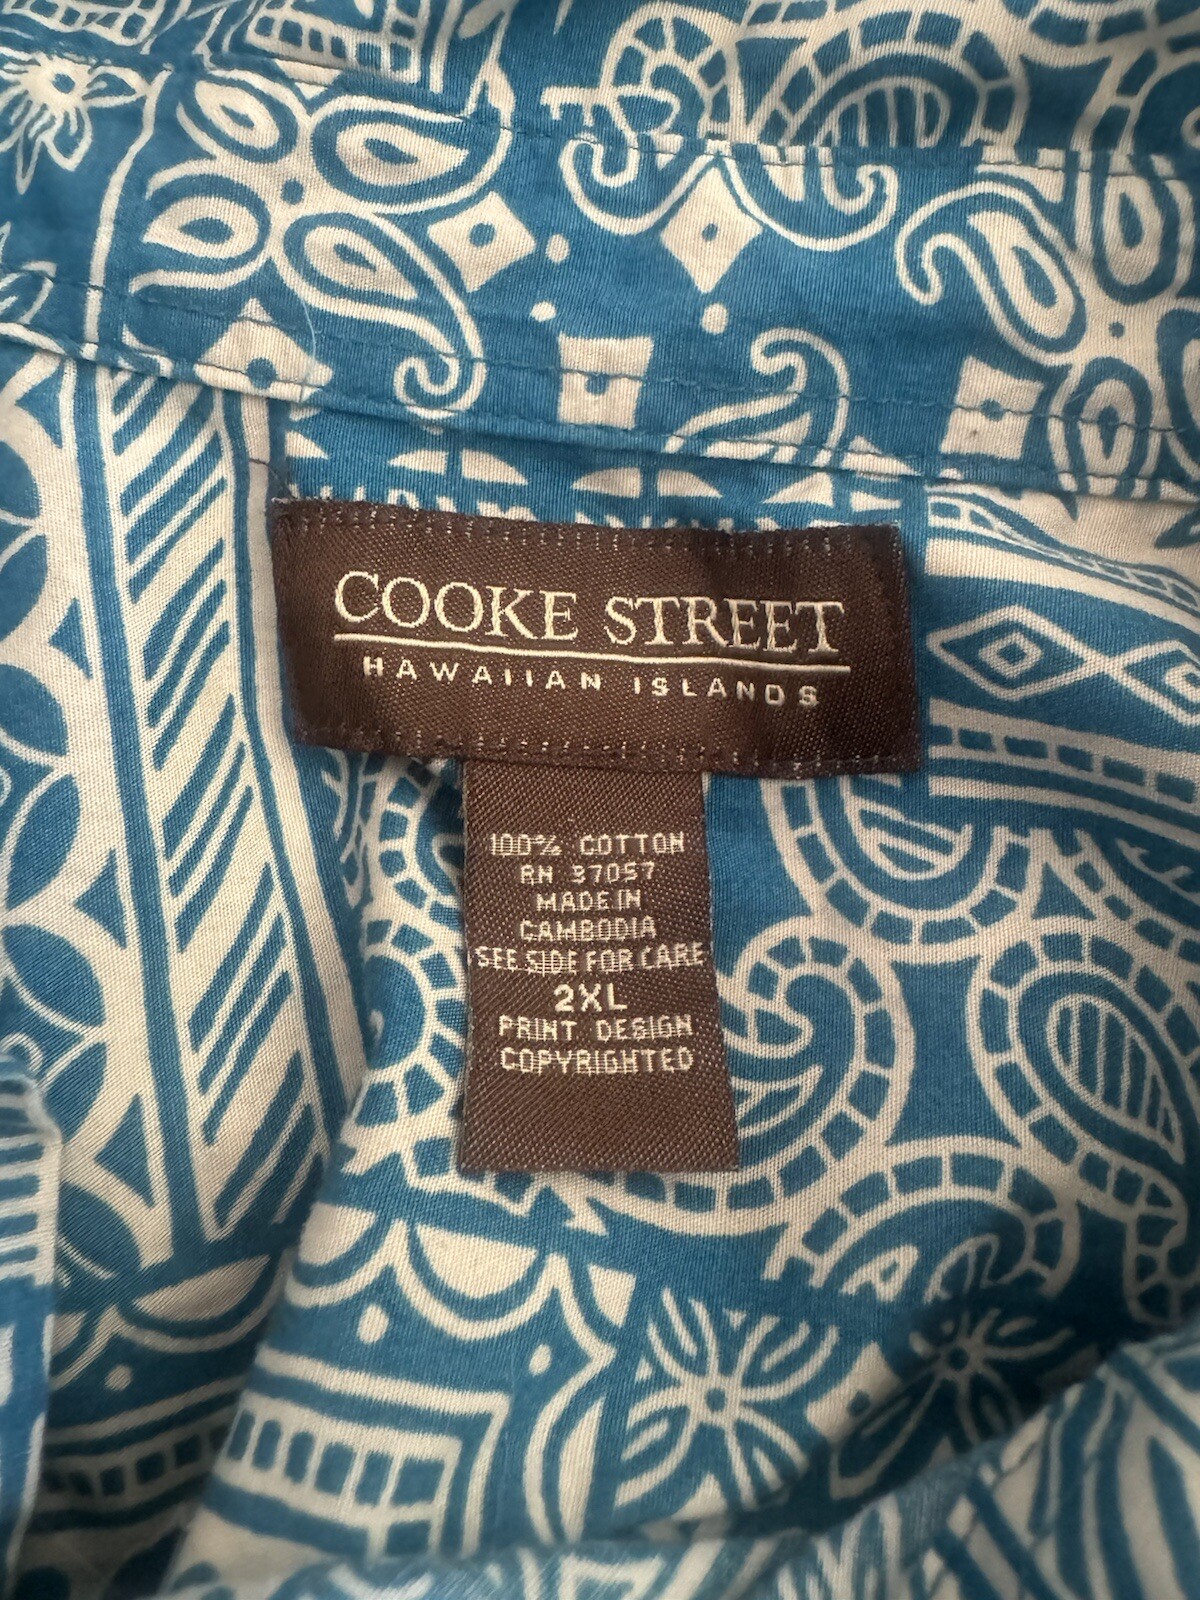 COOKE STREET
HAWAIIAN ISLANDS
100% COTTON
RN 37057
MADE IN
CAMBODIA
SEE SIDE FOR CARE
2XL
PRINT DESIGN
COPYRIGHTED